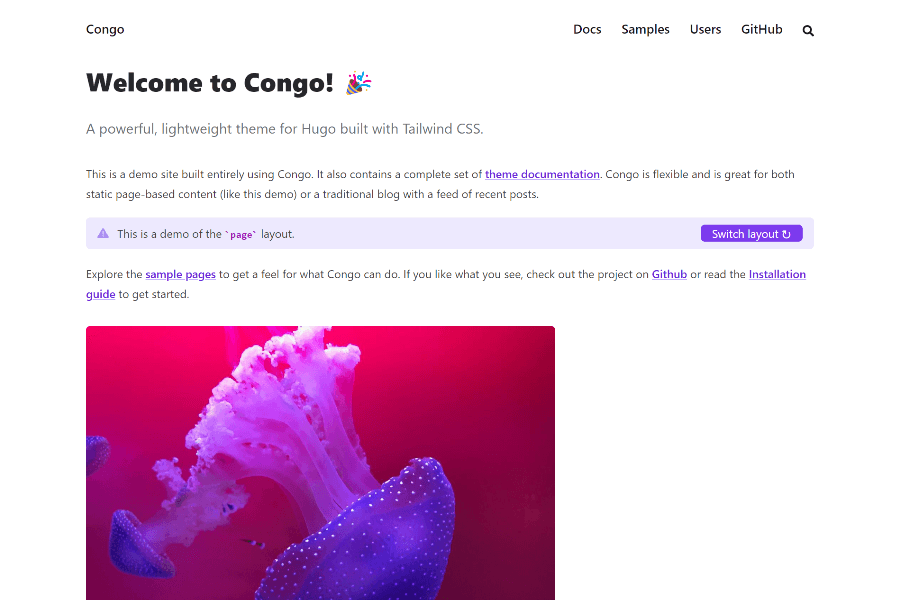 Congo
Docs Samples Users GitHub
Welcome to Congo! 🎉
A powerful, lightweight theme for Hugo built with Tailwind CSS.
This is a demo site built entirely using Congo. It also contains a complete set of theme documentation. Congo is flexible and is great for both
static page-based content (like this demo) or a traditional blog with a feed of recent posts.
This is a demo of the `page` layout.
Switch layout ↻
Explore the sample pages to get a feel for what Congo can do. If you like what you see, check out the project on Github or read the Installation
guide to get started.